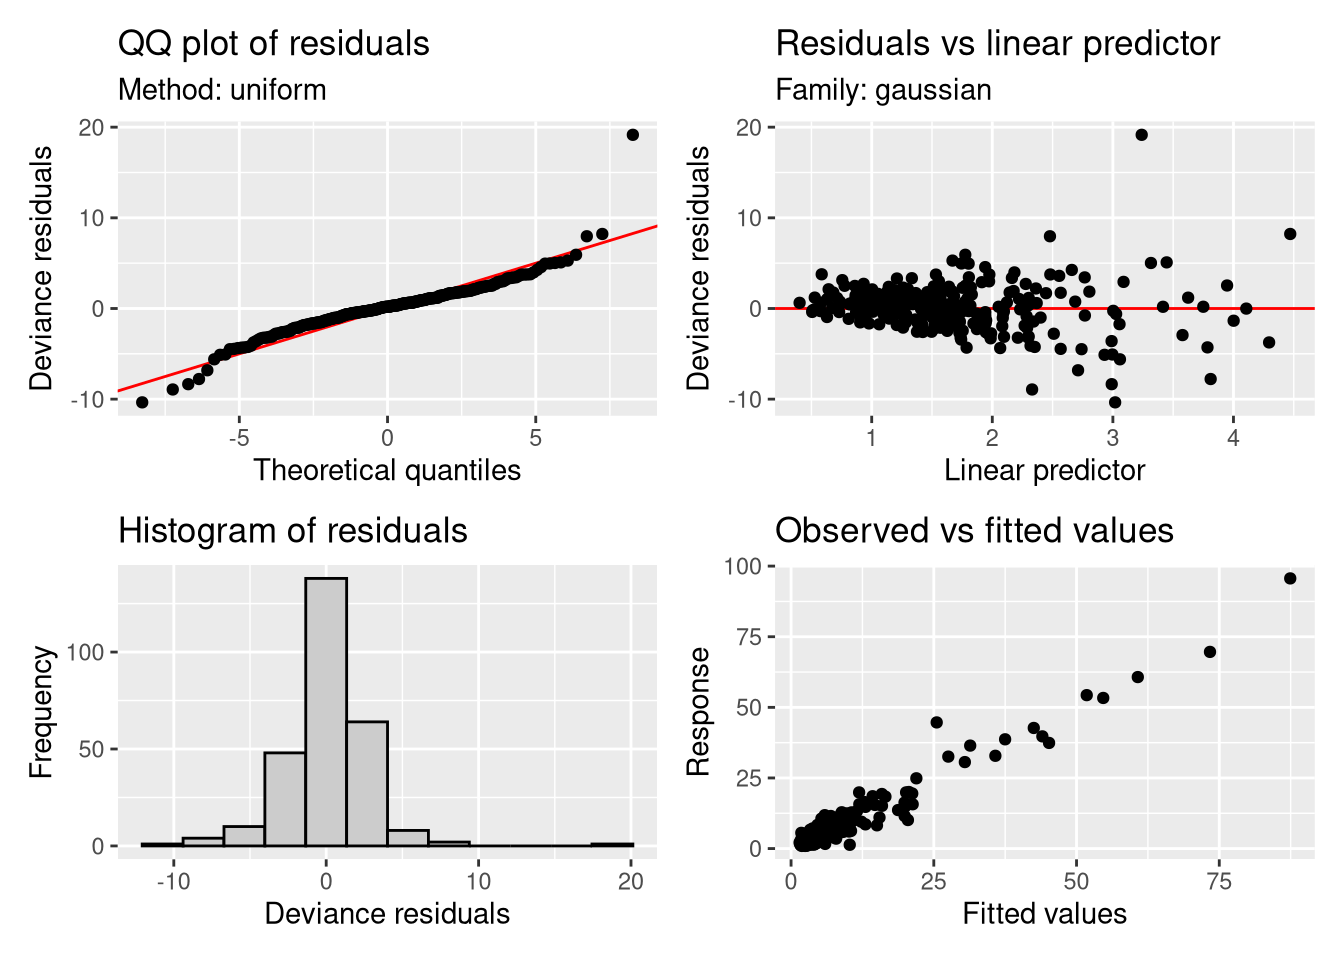 QQ plot of residuals
Method: uniform
Deviance residuals
20
10
0
-10
-5
0
5
Theoretical quantiles
Residuals vs linear predictor
Family: gaussian
Deviance residuals
20
10
0
-10
1
2
3
4
Linear predictor
Histogram of residuals
Frequency
100
50
0
-10
0
10
20
Deviance residuals
Observed vs fitted values
Response
100
75
50
25
0
0
25
50
75
Fitted values